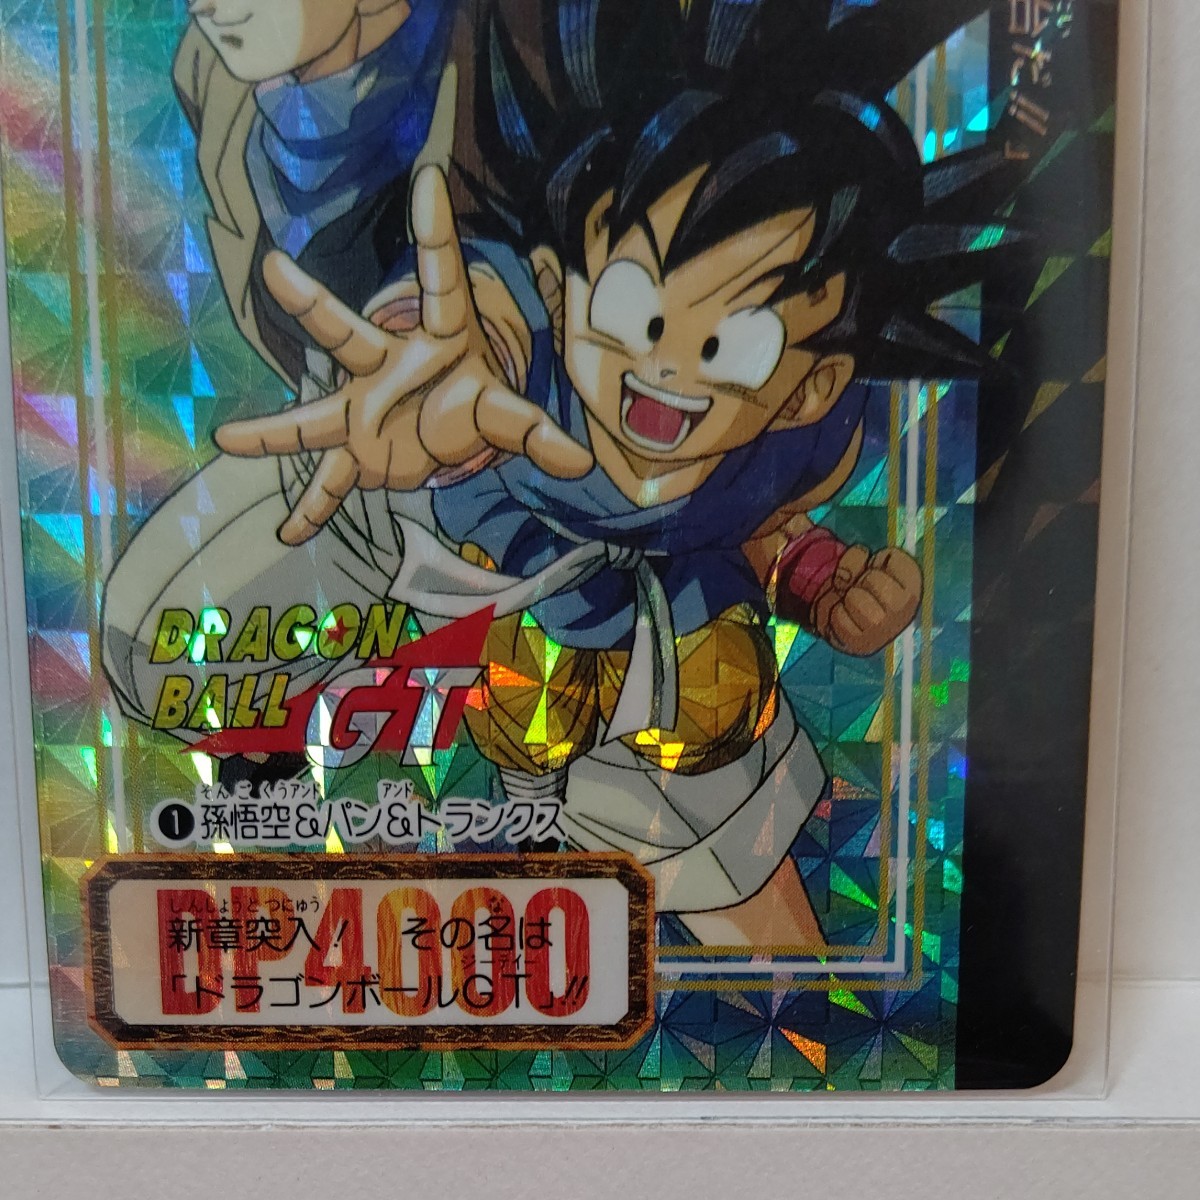 DRAGON
BALL GT
そんごくうアンド アンド
❶孫悟空&パン&トランクス
DP4000
しんしょうとつにゅう な
新章突入! その名は
ジーティー
「ドラゴンボールGT」!!